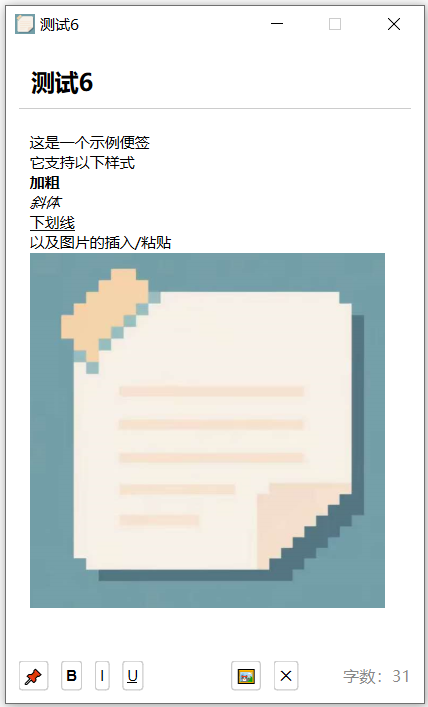 测试6
测试6
这是一个示例便签
它支持以下样式
加粗
斜体
下划线
以及图片的插入/粘贴
B I U
字数：31